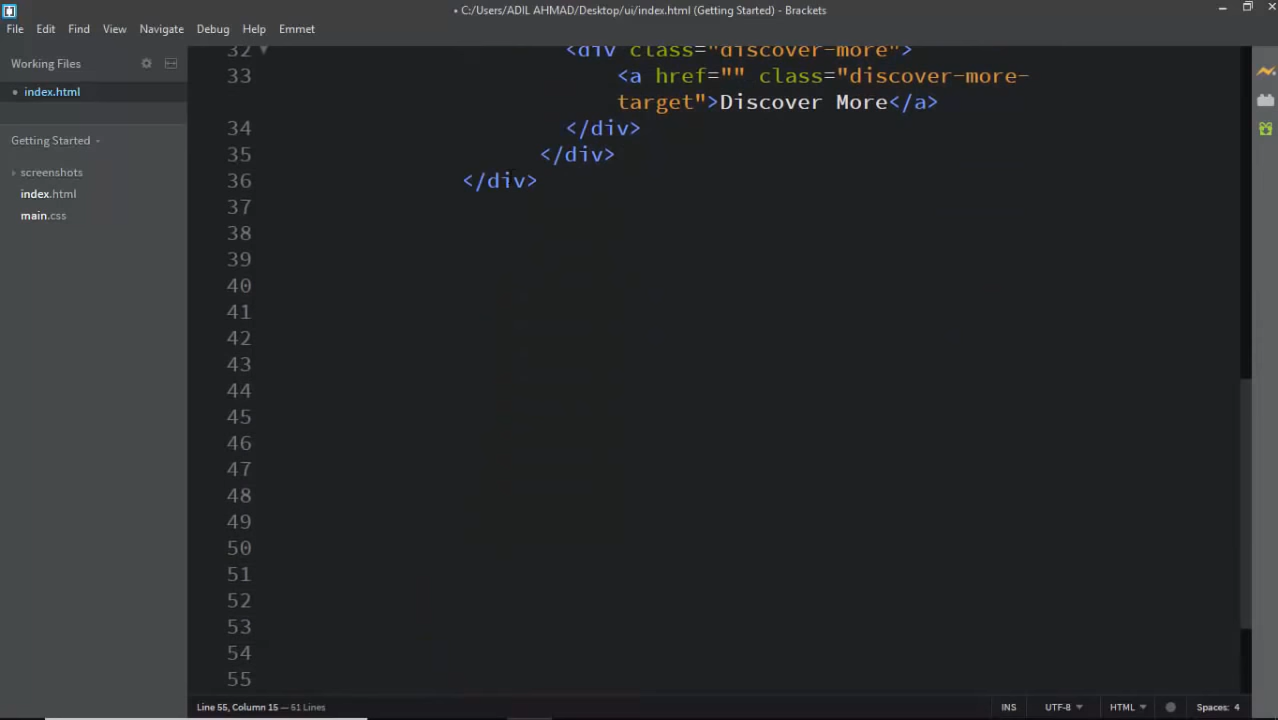 • C:/Users/ADIL AHMAD/Desktop/ui/index.html (Getting Started) - Brackets
File Edit Find View Navigate Debug Help Emmet
Working Files
• index.html
Getting Started
screenshots
index.html
main.css
32 <div class="discover-more">
33 <a href="" class="discover-more-
target">Discover More</a>
34 </div>
35 </div>
36 </div>
37
38
39
40
41
42
43
44
45
46
47
48
49
50
51
52
53
54
55
Line 55, Column 15 — 61 Lines
INS UTF-8 HTML Spaces: 4